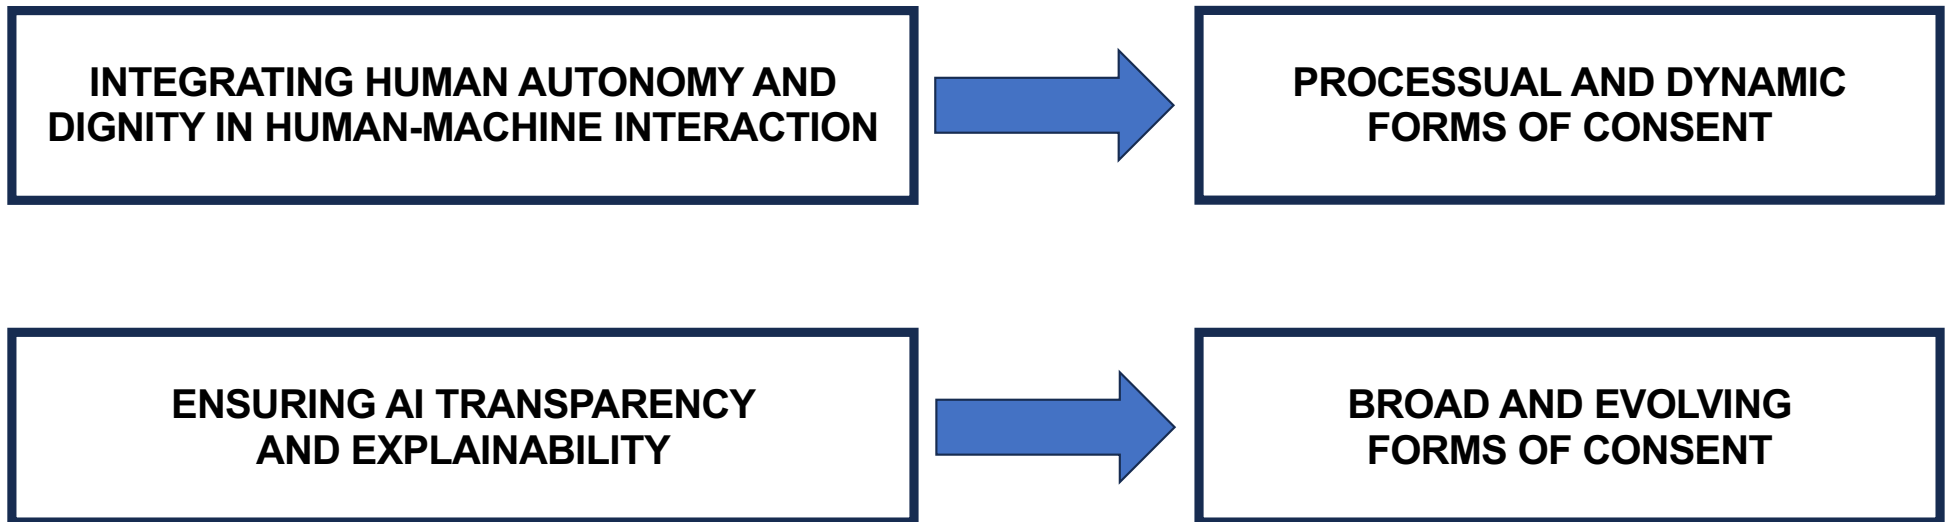 INTEGRATING HUMAN AUTONOMY AND
DIGNITY IN HUMAN-MACHINE INTERACTION
PROCESSUAL AND DYNAMIC
FORMS OF CONSENT
ENSURING AI TRANSPARENCY
AND EXPLAINABILITY
BROAD AND EVOLVING
FORMS OF CONSENT